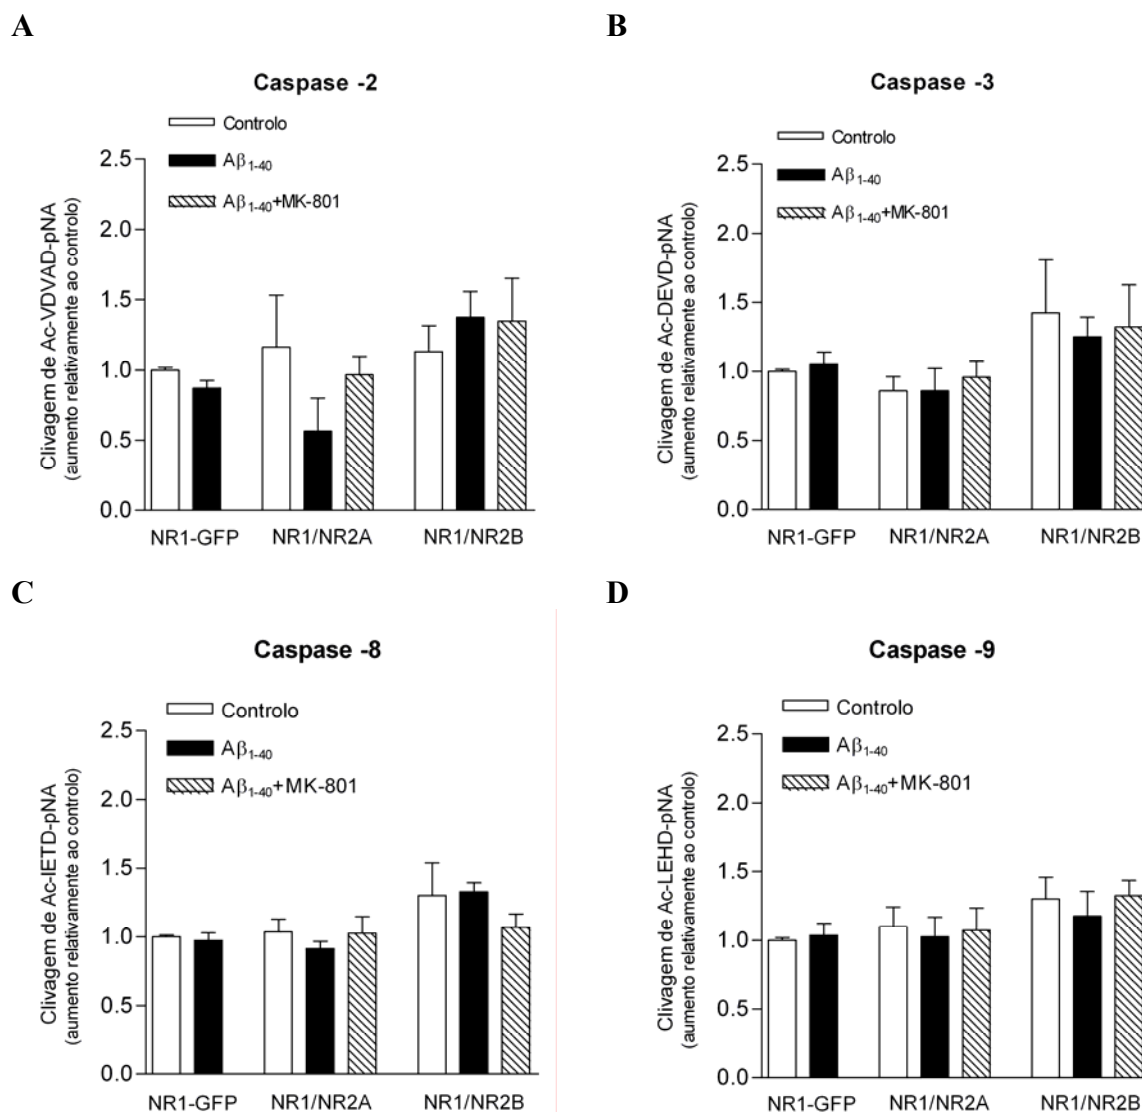 A
Caspase -2
Controlo
Aβ1-40
Aβ1-40+MK-801
Clivagem de Ac-VDVAD-pNA
(aumento relativamente ao controlo)
2.5
2.0
1.5
1.0
0.5
0.0
NR1-GFP NR1/NR2A NR1/NR2B
B
Caspase -3
Controlo
Aβ1-40
Aβ1-40+MK-801
Clivagem de Ac-DEVD-pNA
(aumento relativamente ao controlo)
2.5
2.0
1.5
1.0
0.5
0.0
NR1-GFP NR1/NR2A NR1/NR2B
C
Caspase -8
Controlo
Aβ1-40
Aβ1-40+MK-801
Clivagem de Ac-IETD-pNA
(aumento relativamente ao controlo)
2.5
2.0
1.5
1.0
0.5
0.0
NR1-GFP NR1/NR2A NR1/NR2B
D
Caspase -9
Controlo
Aβ1-40
Aβ1-40+MK-801
Clivagem de Ac-LEHD-pNA
(aumento relativamente ao controlo)
2.5
2.0
1.5
1.0
0.5
0.0
NR1-GFP NR1/NR2A NR1/NR2B